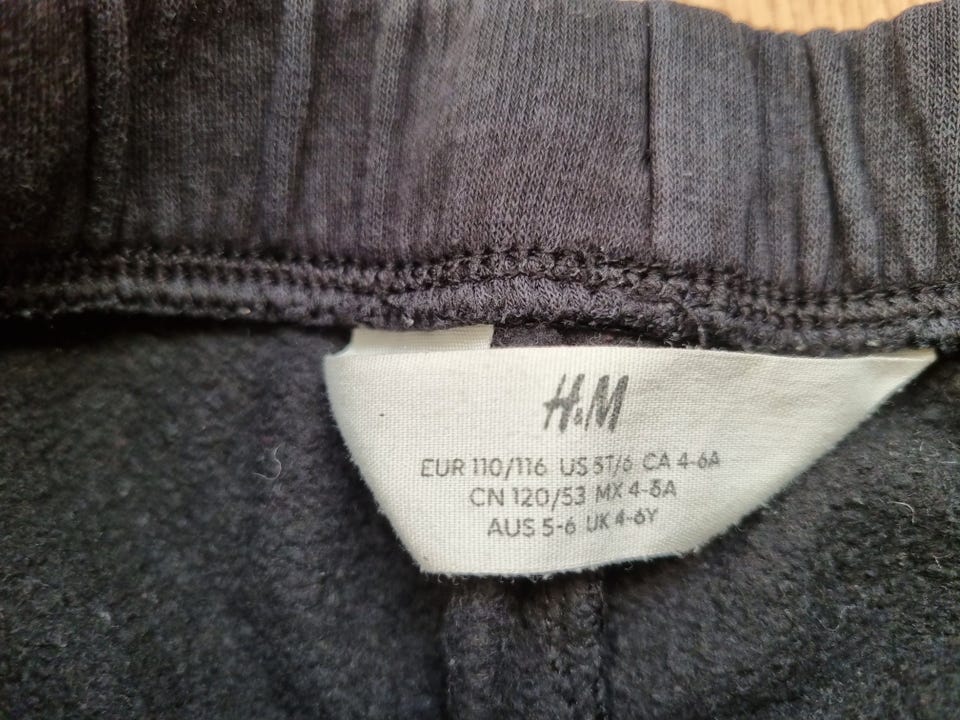 H&M
EUR 110/116 US 5T/6 CA 4-6A
CN 120/53 MX 4-5A
AUS 5-6 UK 4-6Y